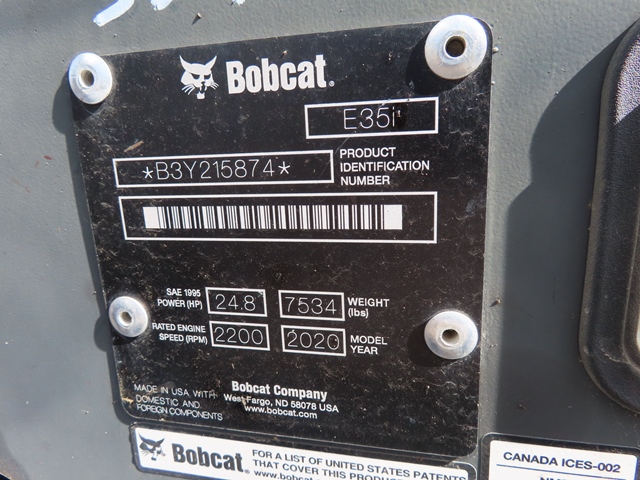 Bobcat.
E35i
*B3Y215874*
PRODUCT
IDENTIFICATION
NUMBER
SAE 1995
POWER (HP)
24.8
7534
WEIGHT
(lbs)
RATED ENGINE
SPEED (RPM)
2200
2020
MODEL
YEAR
MADE IN USA WITH
DOMESTIC AND
FOREIGN COMPONENTS
Bobcat Company
West Fargo, ND 58078 USA
www.bobcat.com
Bobcat
FOR A LIST OF UNITED STATES PATENTS
THAT COVER THIS PRODUCT
CANADA ICES-002